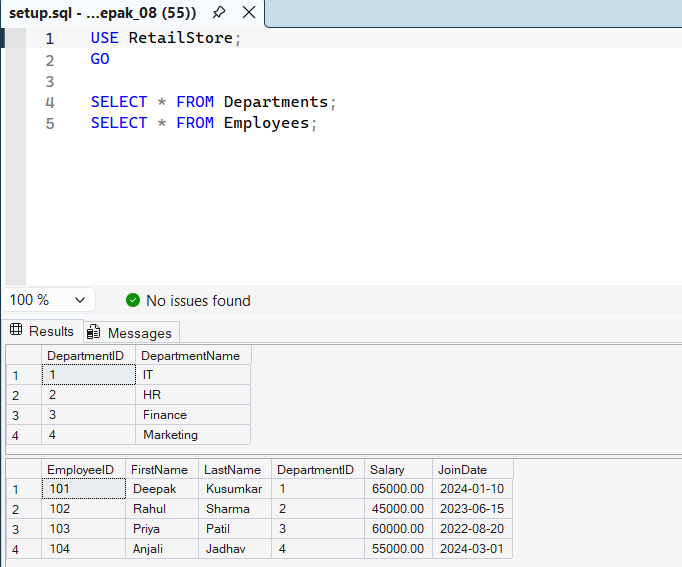 setup.sql - ...epak_08 (55))
1 USE RetailStore;
2 GO
3
4 SELECT * FROM Departments;
5 SELECT * FROM Employees;
100 % No issues found
Results Messages
DepartmentID DepartmentName
1 1 IT
2 2 HR
3 3 Finance
4 4 Marketing
EmployeeID FirstName LastName DepartmentID Salary JoinDate
1 101 Deepak Kusumkar 1 65000.00 2024-01-10
2 102 Rahul Sharma 2 45000.00 2023-06-15
3 103 Priya Patil 3 60000.00 2022-08-20
4 104 Anjali Jadhav 4 55000.00 2024-03-01